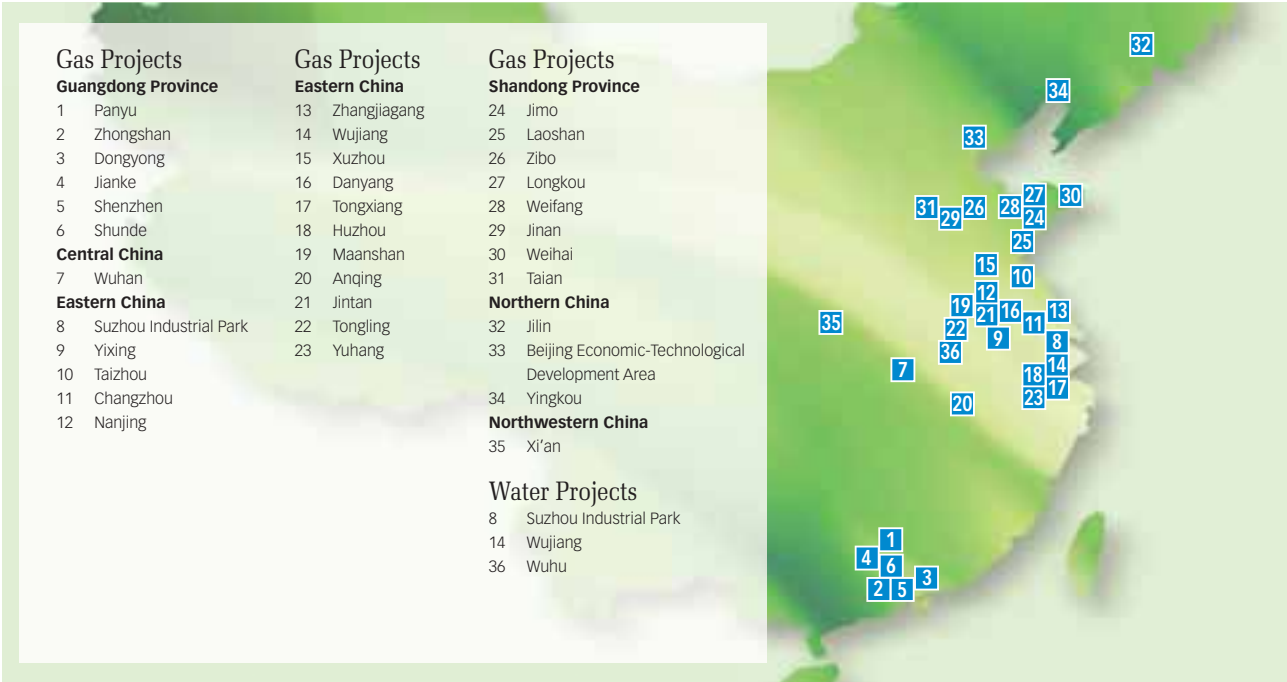 Gas Projects
Guangdong Province
1 Panyu
2 Zhongshan
3 Dongyong
4 Jianke
5 Shenzhen
6 Shunde
Central China
7 Wuhan
Eastern China
8 Suzhou Industrial Park
9 Yixing
10 Taizhou
11 Changzhou
12 Nanjing
Gas Projects
Eastern China
13 Zhangjiagang
14 Wujiang
15 Xuzhou
16 Danyang
17 Tongxiang
18 Huzhou
19 Maanshan
20 Anqing
21 Jintan
22 Tongling
23 Yuhang
Gas Projects
Shandong Province
24 Jimo
25 Laoshan
26 Zibo
27 Longkou
28 Weifang
29 Jinan
30 Weihai
31 Taian
Northern China
32 Jilin
33 Beijing Economic-Technological
Development Area
34 Yingkou
Northwestern China
35 Xi’an
Water Projects
8 Suzhou Industrial Park
14 Wujiang
36 Wuhu
32
34
33
31 29 26 28 27 30
24
25
15
10
12
19 21 16 11 13
35
22 9 8
36
7
14
18 17
20 23
1
4 6
3
2 5